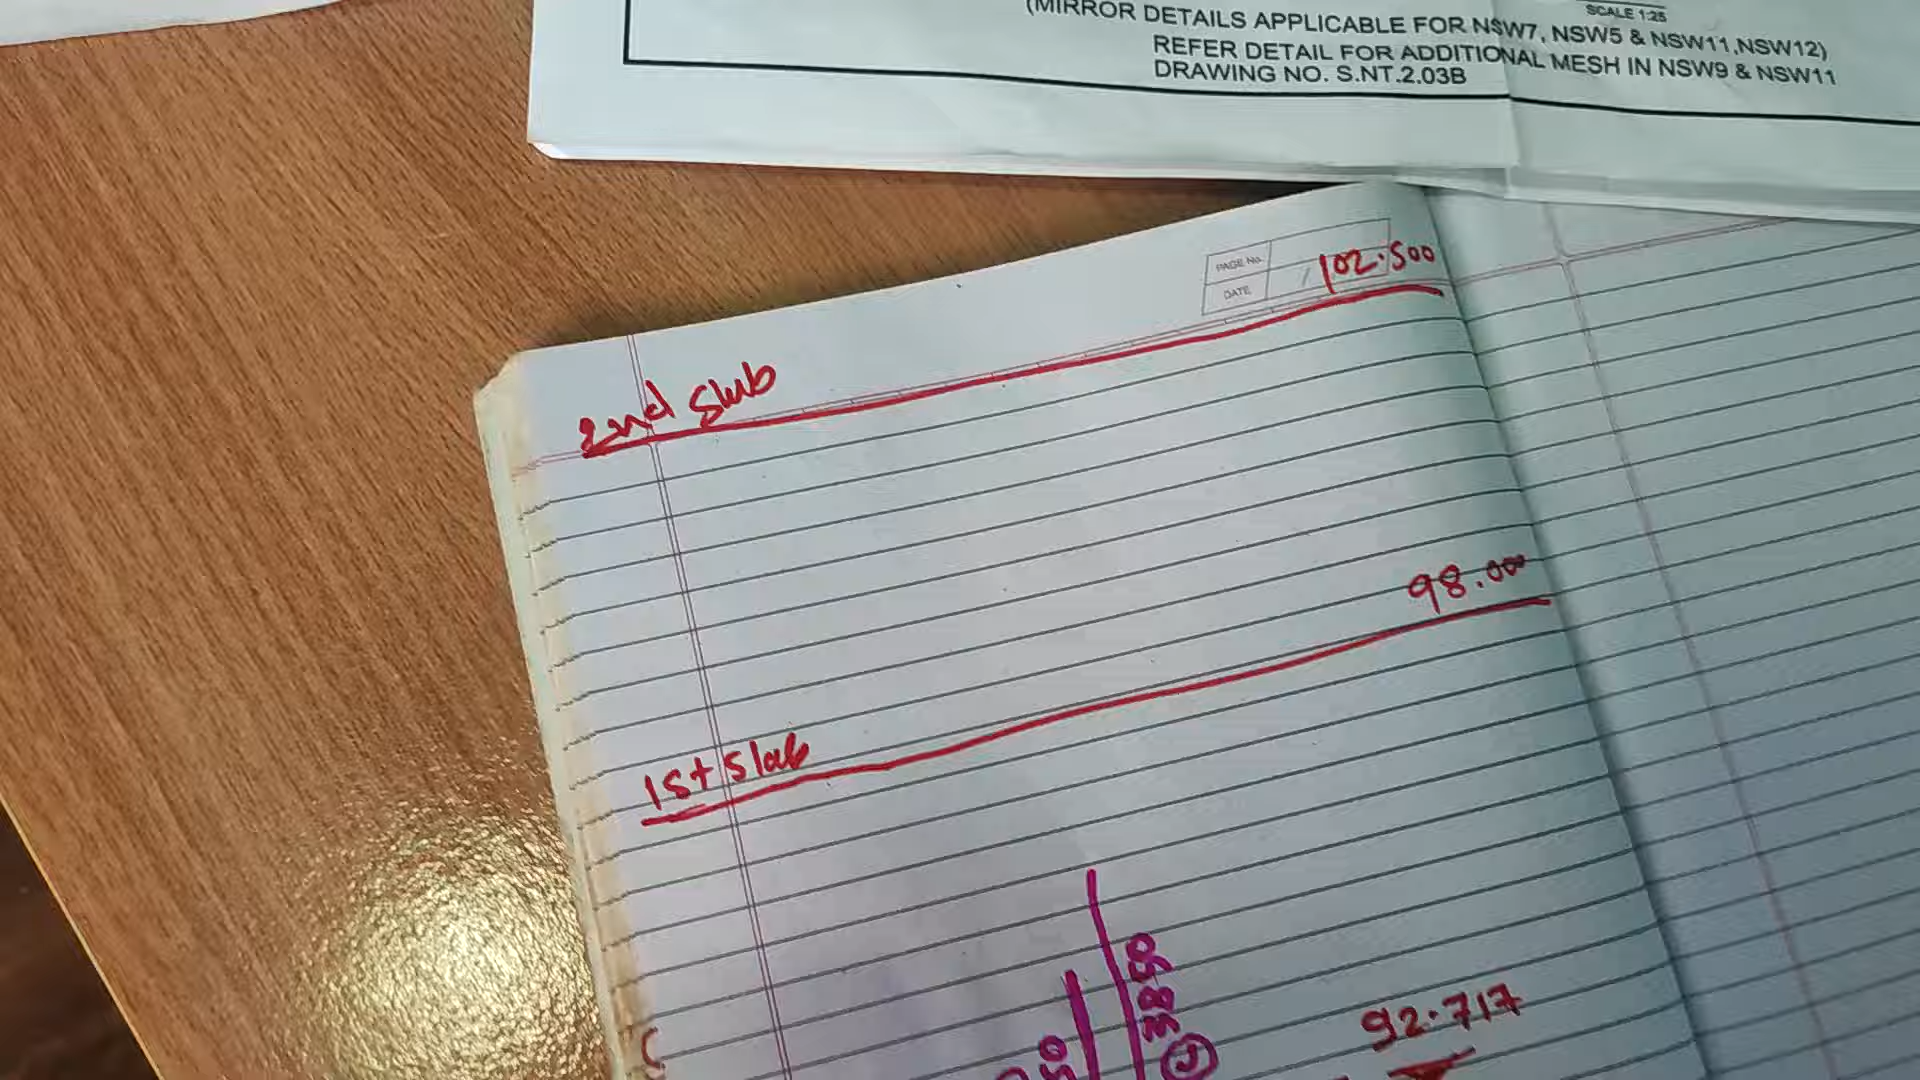 SCALE 1:25
(MIRROR DETAILS APPLICABLE FOR NSW7, NSW5 & NSW11,NSW12)
REFER DETAIL FOR ADDITIONAL MESH IN NSW9 & NSW11
DRAWING NO. S.NT.2.03B
PAGE No.
DATE
102.500
2nd Slab
98.000
1st Slab
3850
92.717